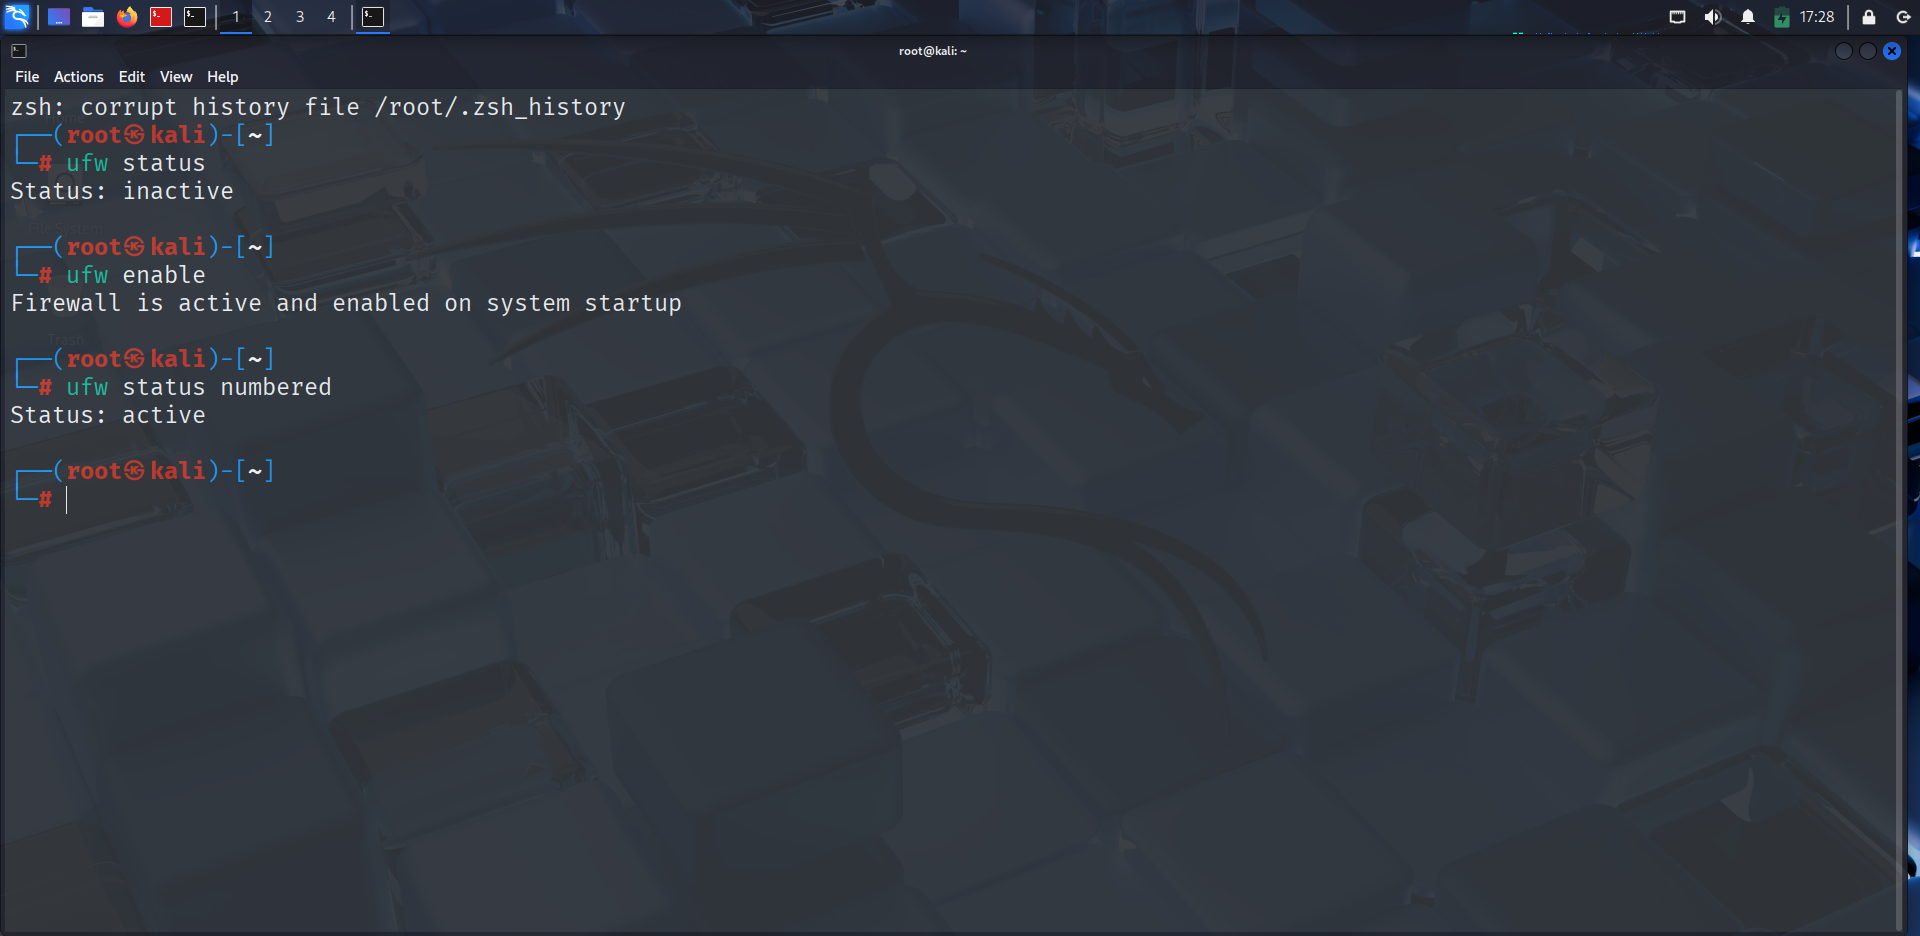 1 2 3 4 17:28
root@kali: ~
File Actions Edit View Help
zsh: corrupt history file /root/.zsh_history
┌──(root㉿kali)-[~]
└─# ufw status
Status: inactive
┌──(root㉿kali)-[~]
└─# ufw enable
Firewall is active and enabled on system startup
Trash
┌──(root㉿kali)-[~]
└─# ufw status numbered
Status: active
┌──(root㉿kali)-[~]
└─#